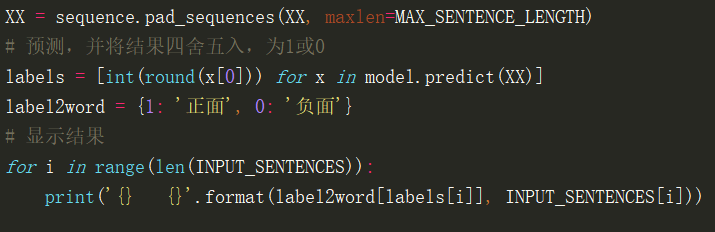 XX = sequence.pad_sequences(XX, maxlen=MAX_SENTENCE_LENGTH)
# 预测，并将结果四舍五入，为1或0
labels = [int(round(x[0])) for x in model.predict(XX)]
label2word = {1: '正面', 0: '负面'}
# 显示结果
for i in range(len(INPUT_SENTENCES)):
    print('{}   {}'.format(label2word[labels[i]], INPUT_SENTENCES[i]))